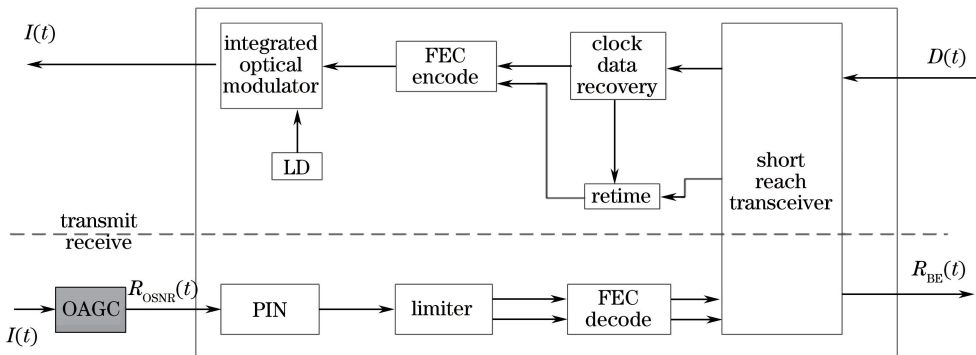 I(t)
integrated
optical
modulator
FEC
encode
clock
data
recovery
D(t)
LD
retime
short
reach
transceiver
transmit
receive
I(t)
OAGC
R_OSNR(t)
PIN
limiter
FEC
decode
R_BE(t)